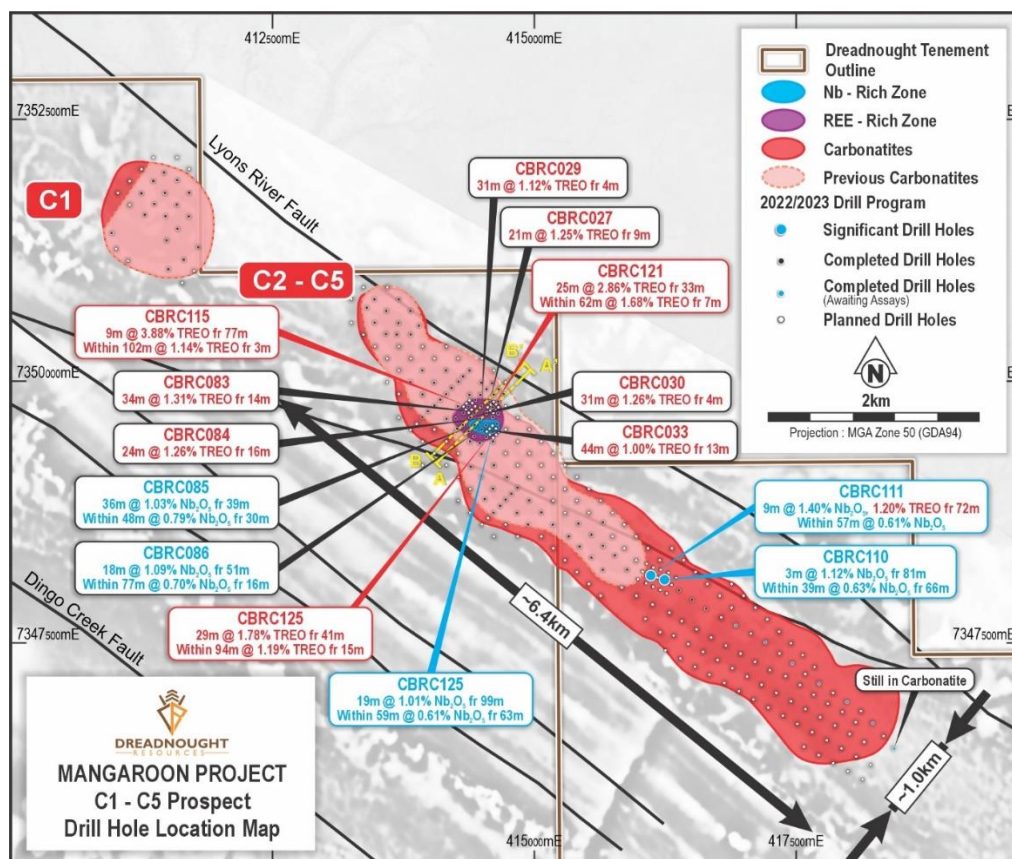 412500mE
415000mE
7352500mE
Lyons River Fault
C1
C2 - C5
Dreadnought Tenement
Outline
Nb - Rich Zone
REE - Rich Zone
Carbonatites
Previous Carbonatites
2022/2023 Drill Program
Significant Drill Holes
Completed Drill Holes
Completed Drill Holes
(Awaiting Assays)
Planned Drill Holes
N
2km
Projection : MGA Zone 50 (GDA94)
CBRC029
31m @ 1.12% TREO fr 4m
CBRC027
21m @ 1.25% TREO fr 9m
CBRC121
25m @ 2.86% TREO fr 33m
Within 62m @ 1.68% TREO fr 7m
CBRC115
9m @ 3.88% TREO fr 77m
Within 102m @ 1.14% TREO fr 3m
B'
A'
7350000mE
CBRC083
34m @ 1.31% TREO fr 14m
CBRC030
31m @ 1.26% TREO fr 4m
CBRC084
24m @ 1.26% TREO fr 16m
CBRC033
44m @ 1.00% TREO fr 13m
B
A
CBRC085
36m @ 1.03% Nb₂O₅ fr 39m
Within 48m @ 0.79% Nb₂O₅ fr 30m
CBRC111
9m @ 1.40% Nb₂O₅, 1.20% TREO fr 72m
Within 57m @ 0.61% Nb₂O₅
CBRC086
18m @ 1.09% Nb₂O₅ fr 51m
Within 77m @ 0.70% Nb₂O₅ fr 16m
CBRC110
3m @ 1.12% Nb₂O₅ fr 81m
Within 39m @ 0.63% Nb₂O₅ fr 66m
Dingo Creek Fault
~6.4km
CBRC125
29m @ 1.78% TREO fr 41m
Within 94m @ 1.19% TREO fr 15m
7347500mE
7347500mE
CBRC125
19m @ 1.01% Nb₂O₅ fr 99m
Within 59m @ 0.61% Nb₂O₅ fr 63m
Still in Carbonatite
~1.0km
DREADNOUGHT
RESOURCES
MANGAROON PROJECT
C1 - C5 Prospect
Drill Hole Location Map
415000mE
417500mE